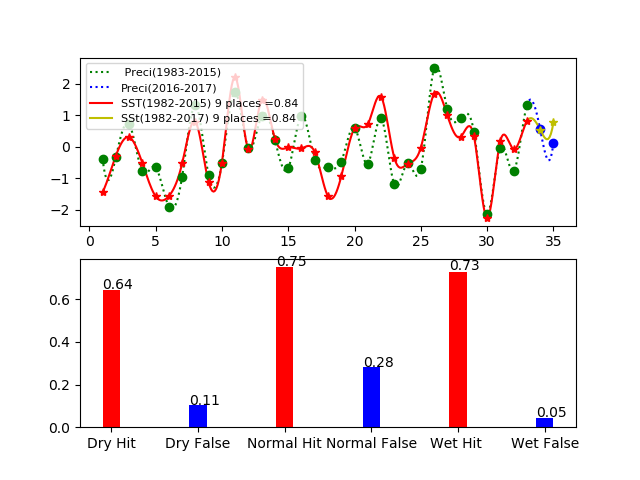 Preci(1983-2015)
Preci(2016-2017)
SST(1982-2015) 9 places =0.84
SSt(1982-2017) 9 places =0.84
2
1
0
−1
−2
0 5 10 15 20 25 30 35
0.64 0.11 0.75 0.28 0.73 0.05
0.6
0.4
0.2
0.0
Dry Hit Dry False Normal Hit Normal False Wet Hit Wet False